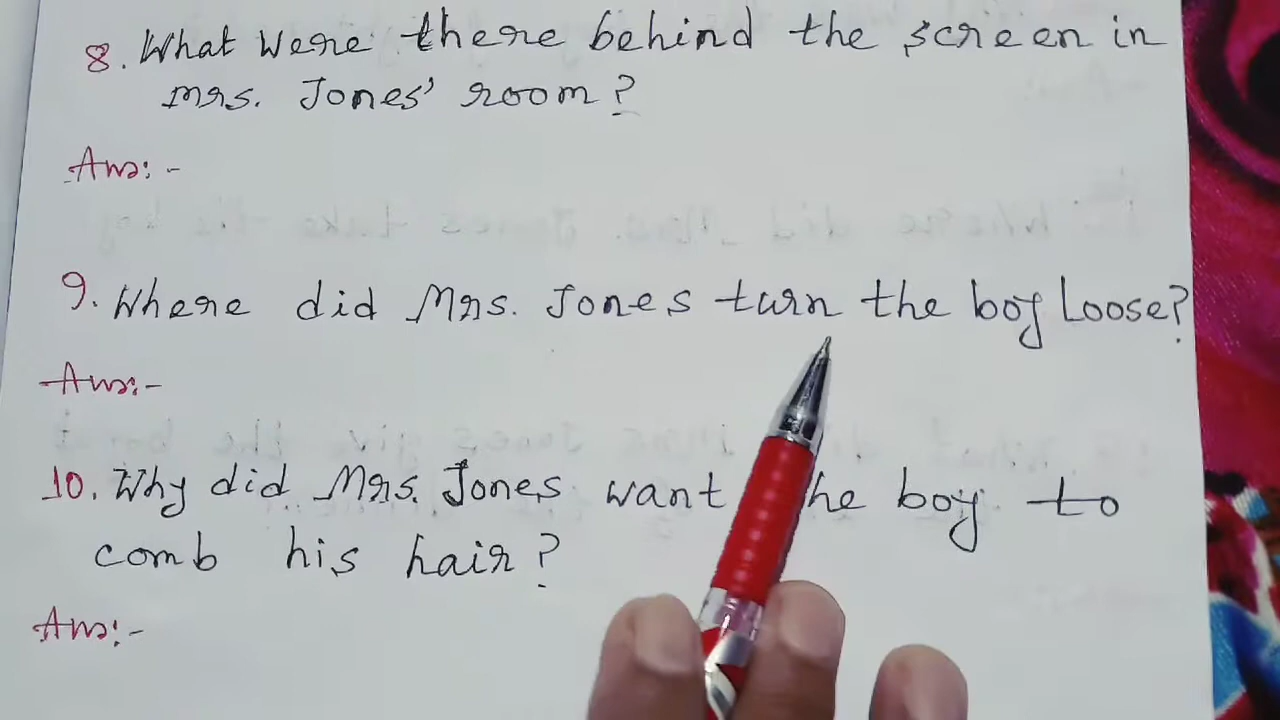 8. What were there behind the screen in
Mrs. Jones' room?
Ans:-
9. Where did Mrs. Jones turn the boy Loose?
Ans:-
10. Why did Mrs. Jones want the boy to
comb his hair?
Ans:-